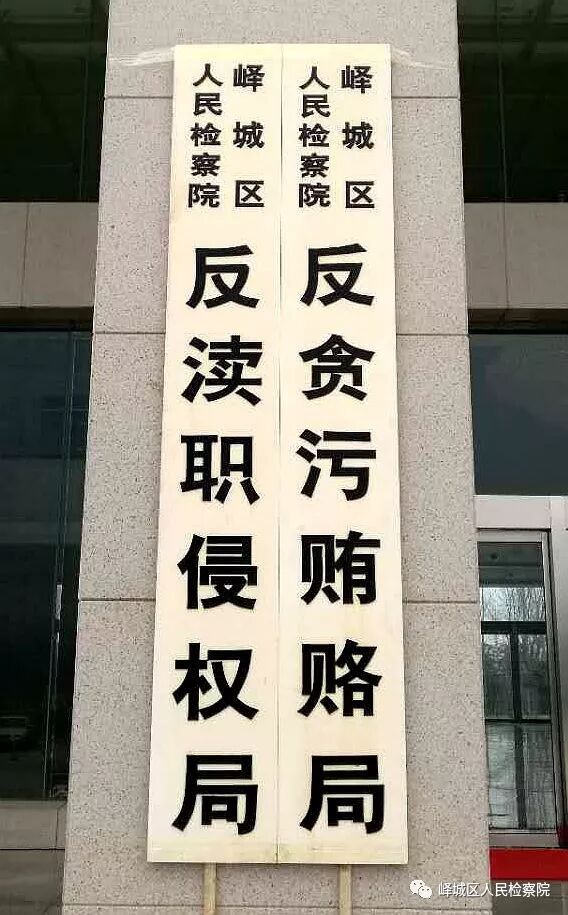 峄城区
人民检察院
反贪污贿赂局
峄城区
人民检察院
反渎职侵权局
峄城区人民检察院